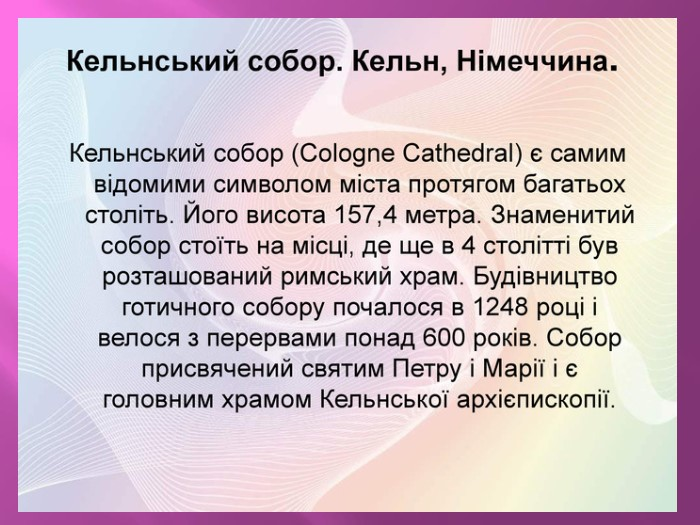 Кельнський собор. Кельн, Німеччина.
Кельнський собор (Cologne Cathedral) є самим
відомими символом міста протягом багатьох
століть. Його висота 157,4 метра. Знаменитий
собор стоїть на місці, де ще в 4 столітті був
розташований римський храм. Будівництво
готичного собору почалося в 1248 році і
велося з перервами понад 600 років. Собор
присвячений святим Петру і Марії і є
головним храмом Кельнської архієпископії.